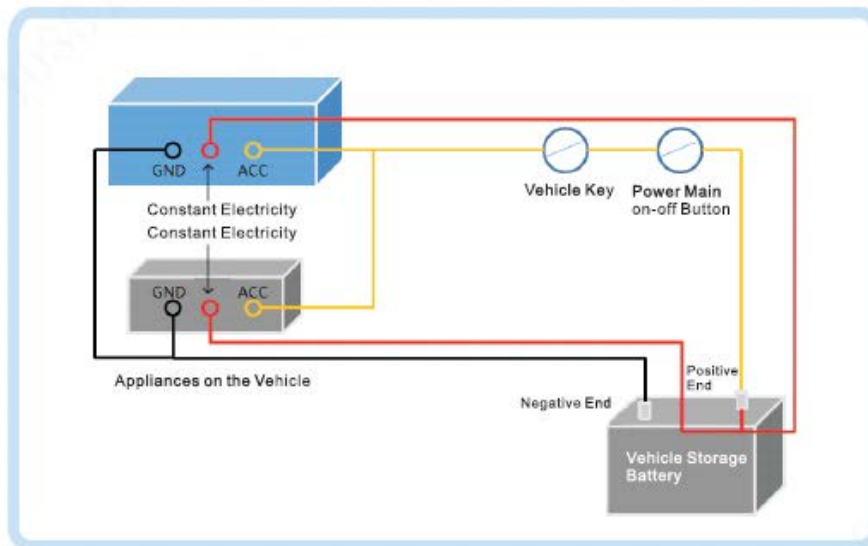 GND
ACC
Vehicle Key
Power Main
on-off Button
Constant Electricity
Constant Electricity
GND
ACC
Appliances on the Vehicle
Positive
End
Negative End
Vehicle Storage
Battery